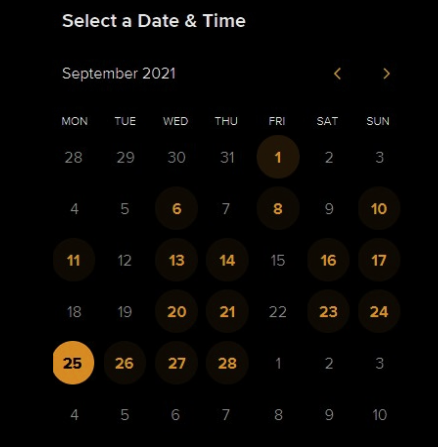 Select a Date & Time
September 2021 < >
MON TUE WED THU FRI SAT SUN
28 29 30 31 1 2 3
4 5 6 7 8 9 10
11 12 13 14 15 16 17
18 19 20 21 22 23 24
25 26 27 28 1 2 3
4 5 6 7 8 9 10